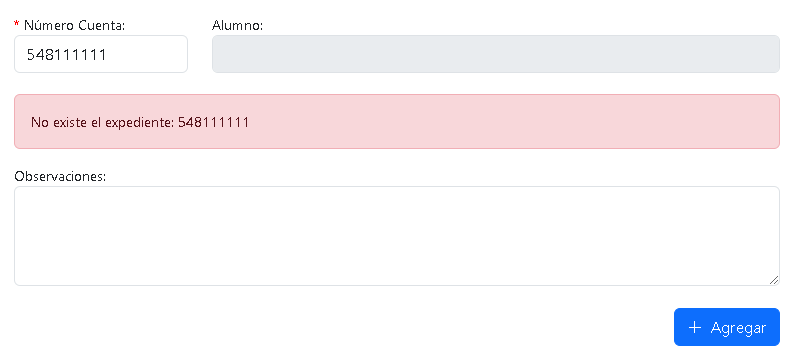 * Número Cuenta:
Alumno:
548111111
No existe el expediente: 548111111
Observaciones:
+ Agregar